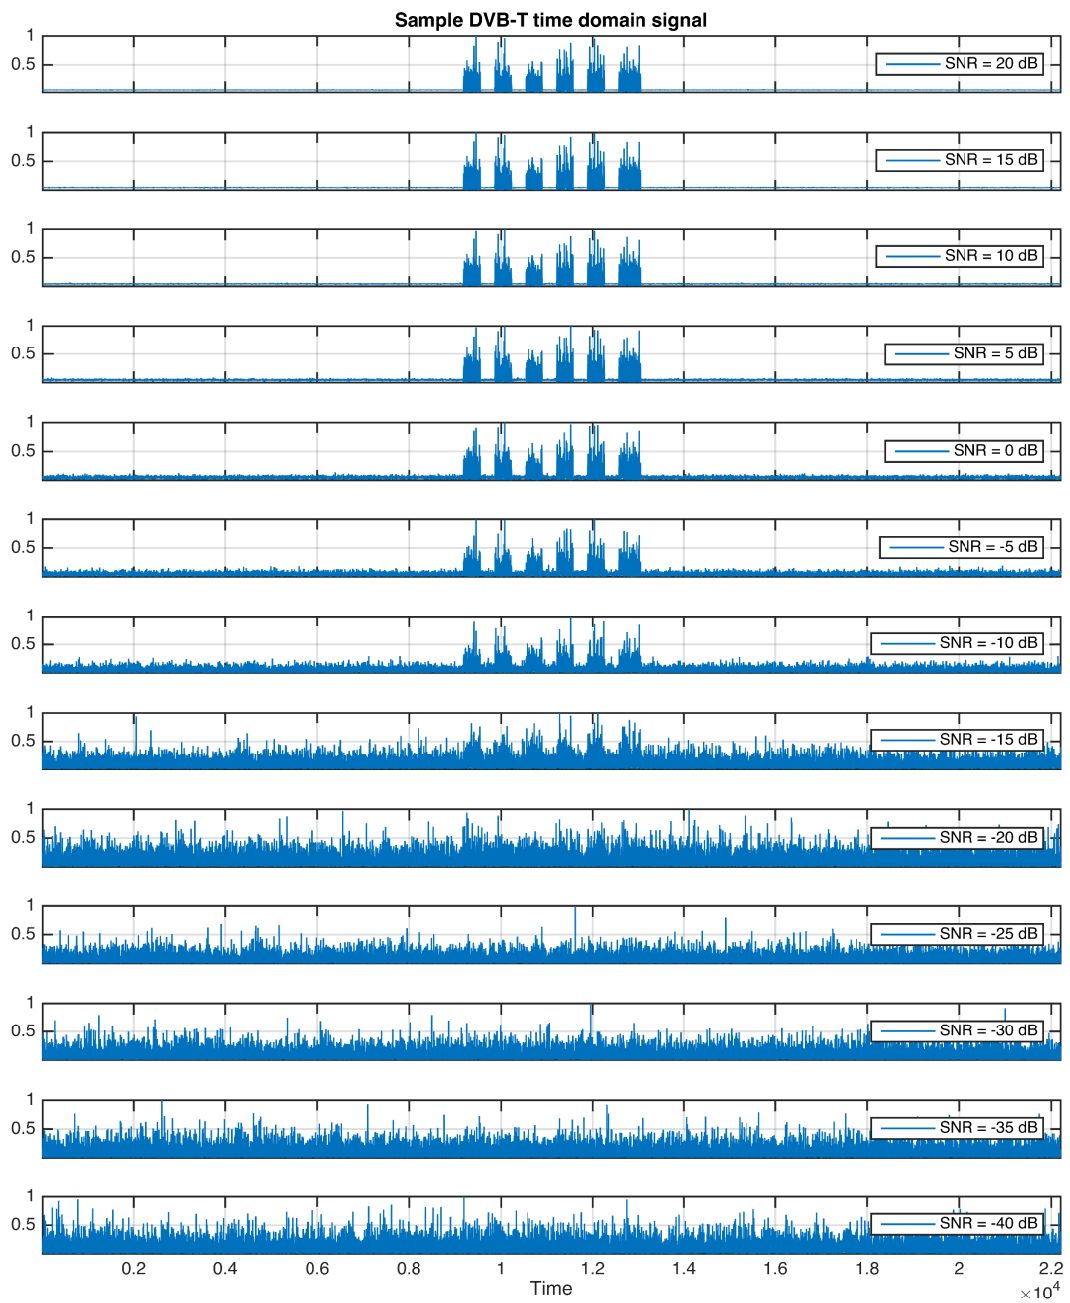 Sample DVB-T time domain signal
1
0.5
SNR = 20 dB
1
0.5
SNR = 15 dB
1
0.5
SNR = 10 dB
1
0.5
SNR = 5 dB
1
0.5
SNR = 0 dB
1
0.5
SNR = -5 dB
1
0.5
SNR = -10 dB
1
0.5
SNR = -15 dB
1
0.5
SNR = -20 dB
1
0.5
SNR = -25 dB
1
0.5
SNR = -30 dB
1
0.5
SNR = -35 dB
1
0.5
SNR = -40 dB
0.2 0.4 0.6 0.8 1 1.2 1.4 1.6 1.8 2 2.2
Time
×10⁴